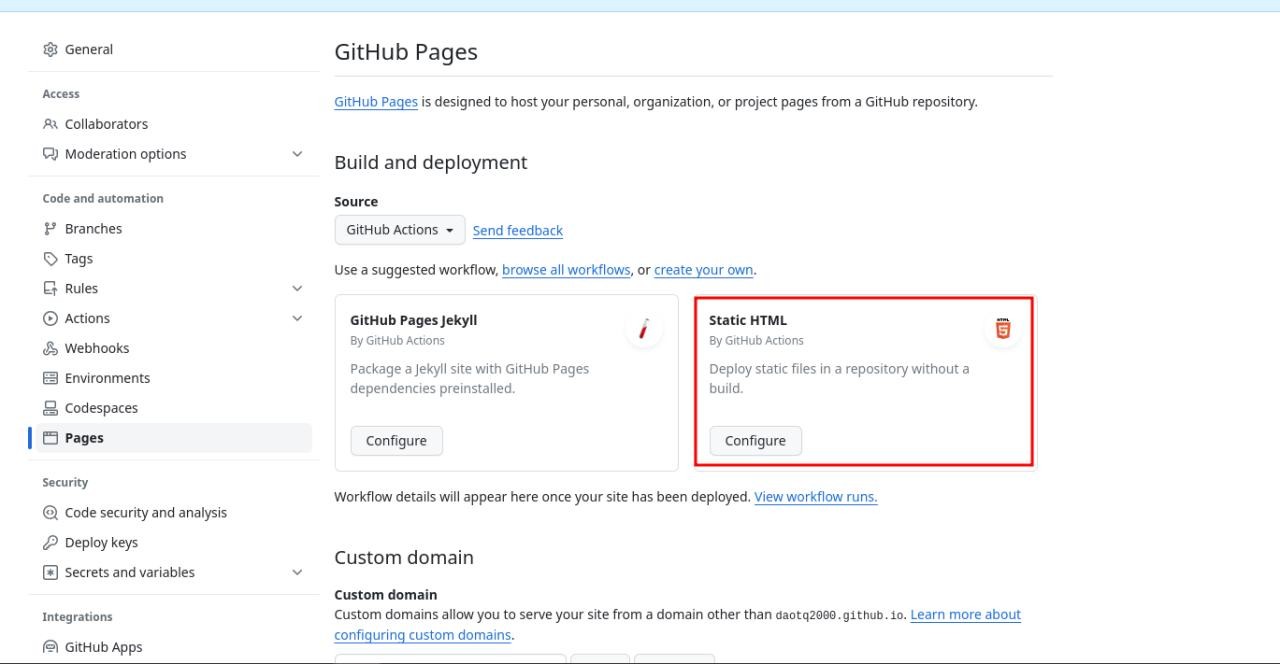 General
Access
Collaborators
Moderation options
Code and automation
Branches
Tags
Rules
Actions
Webhooks
Environments
Codespaces
Pages
Security
Code security and analysis
Deploy keys
Secrets and variables
Integrations
GitHub Apps
GitHub Pages
GitHub Pages is designed to host your personal, organization, or project pages from a GitHub repository.
Build and deployment
Source
GitHub Actions Send feedback
Use a suggested workflow, browse all workflows, or create your own.
GitHub Pages Jekyll
By GitHub Actions
Package a Jekyll site with GitHub Pages
dependencies preinstalled.
Configure
Static HTML
By GitHub Actions
Deploy static files in a repository without a
build.
Configure
HTML
5
Workflow details will appear here once your site has been deployed. View workflow runs.
Custom domain
Custom domain
Custom domains allow you to serve your site from a domain other than daotq2000.github.io. Learn more about
configuring custom domains.